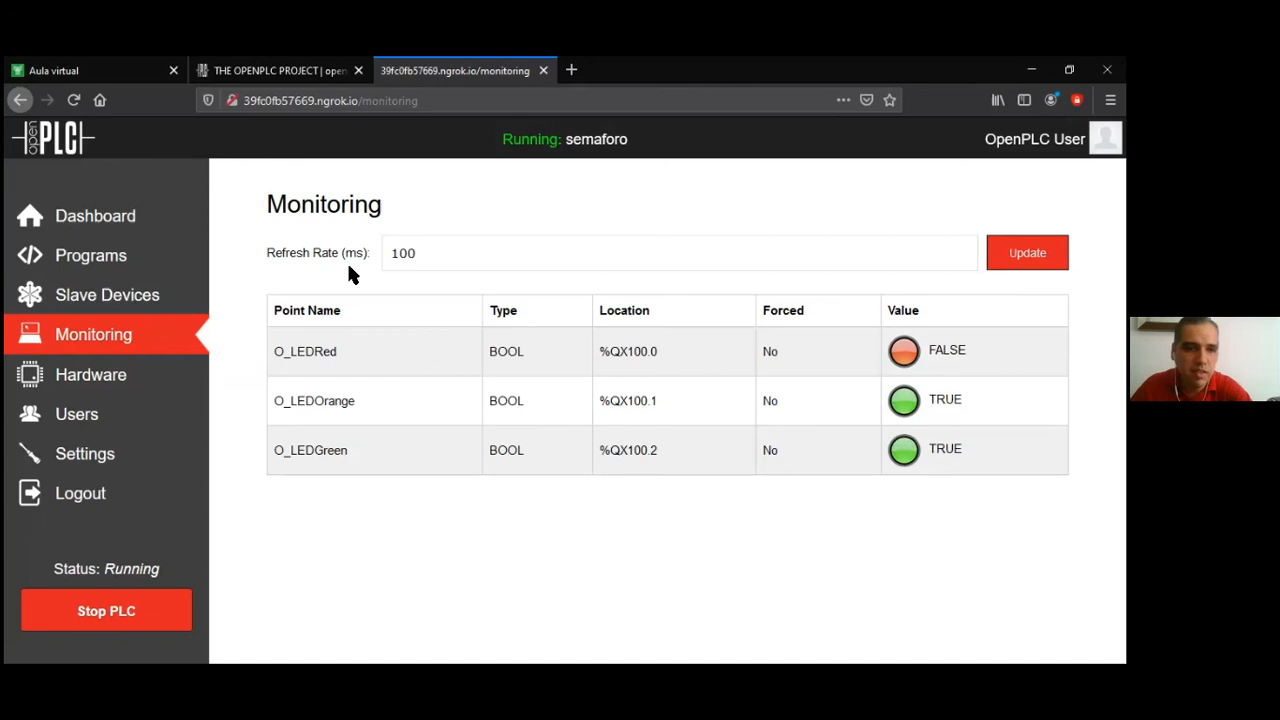 Aula virtual
THE OPENPLC PROJECT | open
39fc0fb57669.ngrok.io/monitoring
39fc0fb57669.ngrok.io/monitoring
open PLC
Running: semaforo
OpenPLC User
Dashboard
Programs
Slave Devices
Monitoring
Hardware
Users
Settings
Logout
Status: Running
Stop PLC
Monitoring
Refresh Rate (ms): 100 Update
Point Name Type Location Forced Value
O_LEDRed BOOL %QX100.0 No FALSE
O_LEDOrange BOOL %QX100.1 No TRUE
O_LEDGreen BOOL %QX100.2 No TRUE